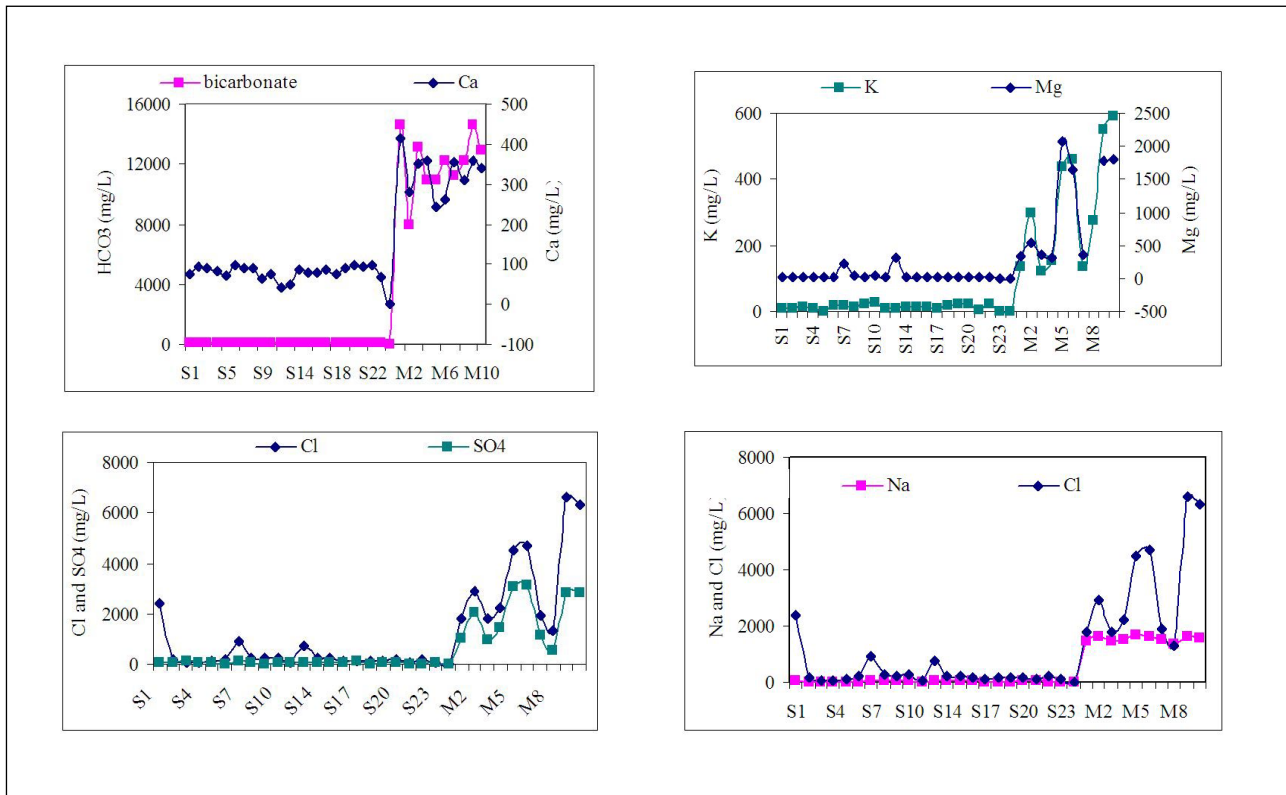 bicarbonate Ca
16000 500
12000 400
8000 300
4000 200
0 100
0
-100
HCO3 (mg/L)
Ca (mg/L)
S1 S5 S9 S14 S18 S22 M2 M6 M10
K Mg
600 2500
400 2000
200 1500
0 1000
500
0
-500
K (mg/L)
Mg (mg/L)
S1 S4 S7 S10 S14 S17 S20 S23 M2 M5 M8
Cl SO4
8000
6000
4000
2000
0
Cl and SO4 (mg/L)
S1 S4 S7 S10 S14 S17 S20 S23 M2 M5 M8
8000
Na Cl
6000
4000
2000
0
Na and Cl (mg/L)
S1 S4 S7 S10 S14 S17 S20 S23 M2 M5 M8